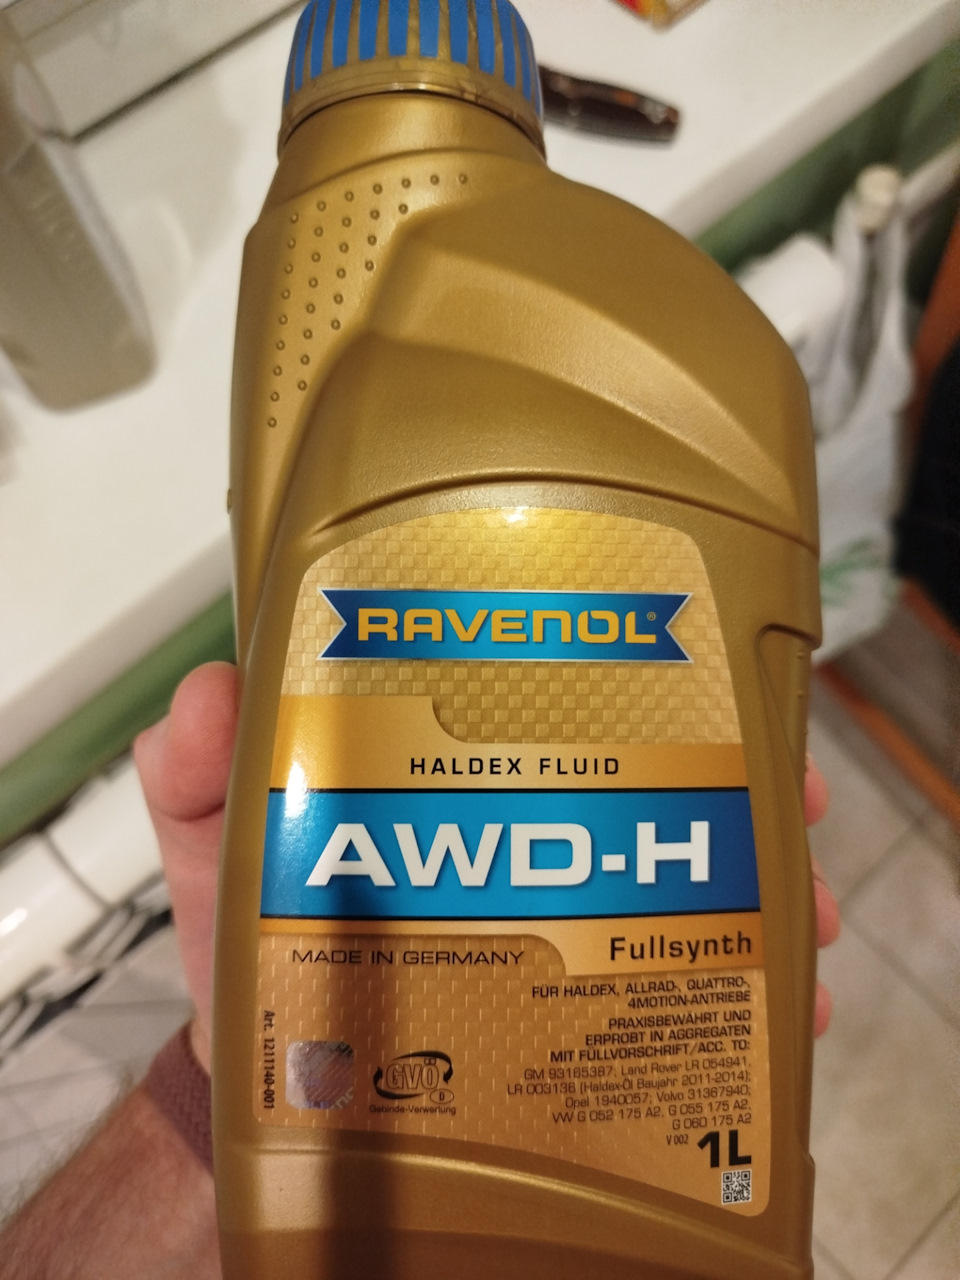 RAVENOL®
HALDEX FLUID
AWD-H
Fullsynth
MADE IN GERMANY
FÜR HALDEX, ALLRAD-, QUATTRO-,
4MOTION-ANTRIEBE
PRAXISBEWÄHRT UND
ERPROBT IN AGGREGATEN
MIT FÜLLVORSCHRIFT/ACC. TO:
GM 93165387; Land Rover LR 054941,
LR 003136 (Haldex-Öl Baujahr 2011-2014);
Opel 1940057; Volvo 31367940;
VW G 052 175 A2, G 055 175 A2,
G 060 175 A2
V 002
1L
Art. 1211140-001
GVÖ
D
Gebinde-Verwertung